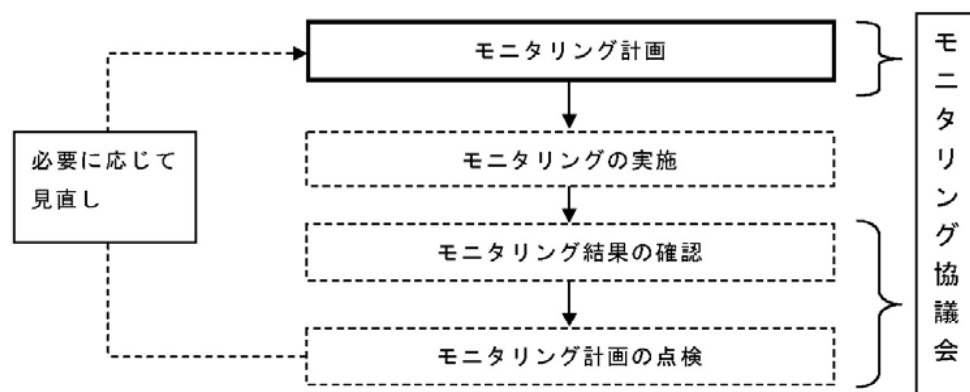 モニタリング計画
モニタリングの実施
モニタリング結果の確認
モニタリング計画の点検
必要に応じて
見直し
モニタリング協議会